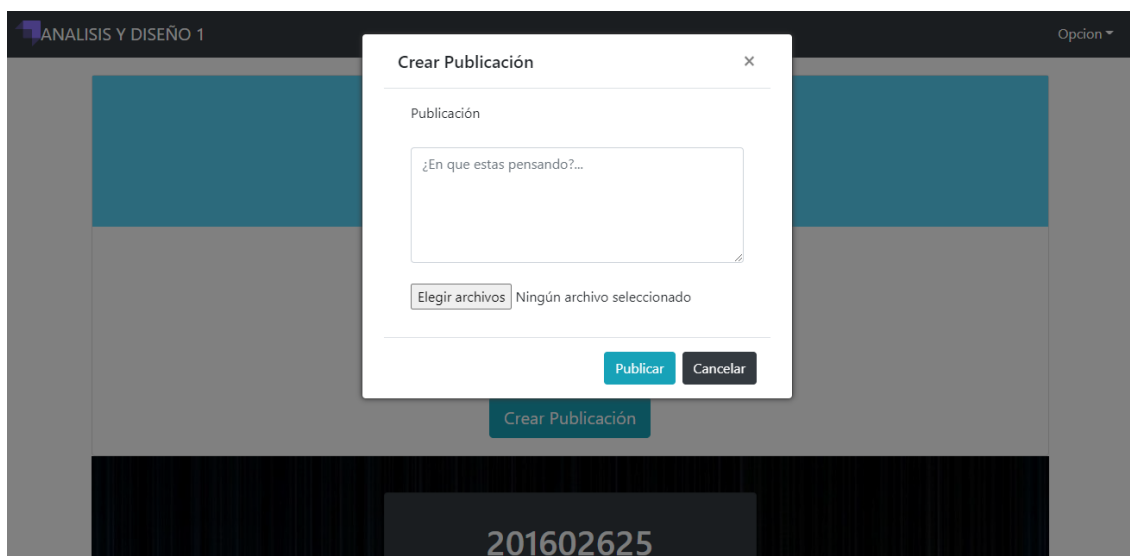 ANALISIS Y DISEÑO 1
Opcion
Crear Publicación
×
Publicación
¿En que estas pensando?...
Elegir archivos Ningún archivo seleccionado
Publicar Cancelar
Crear Publicación
201602625